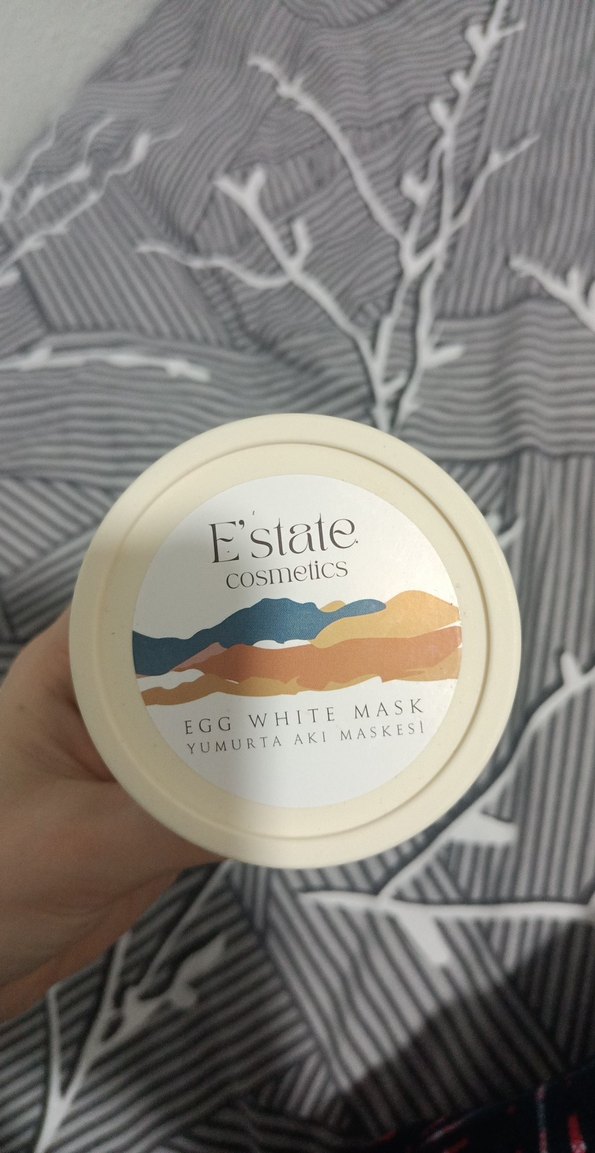 E'state
cosmetics
EGG WHITE MASK
YUMURTA AKI MASKESİ